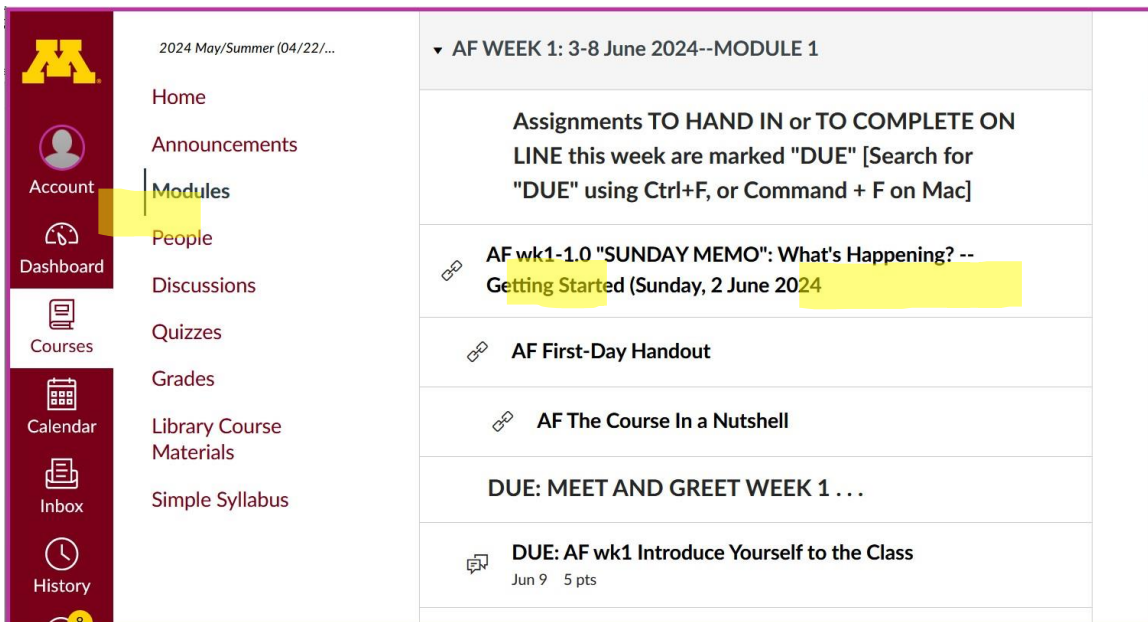 M
Account
Dashboard
Courses
Calendar
Inbox
History
8
2024 May/Summer (04/22/...
Home
Announcements
Modules
People
Discussions
Quizzes
Grades
Library Course
Materials
Simple Syllabus
AF WEEK 1: 3-8 June 2024--MODULE 1
Assignments TO HAND IN or TO COMPLETE ON
LINE this week are marked "DUE" [Search for
"DUE" using Ctrl+F, or Command + F on Mac]
AF wk1-1.0 "SUNDAY MEMO": What's Happening? --
Getting Started (Sunday, 2 June 2024
AF First-Day Handout
AF The Course In a Nutshell
DUE: MEET AND GREET WEEK 1 . . .
DUE: AF wk1 Introduce Yourself to the Class
Jun 9 5 pts